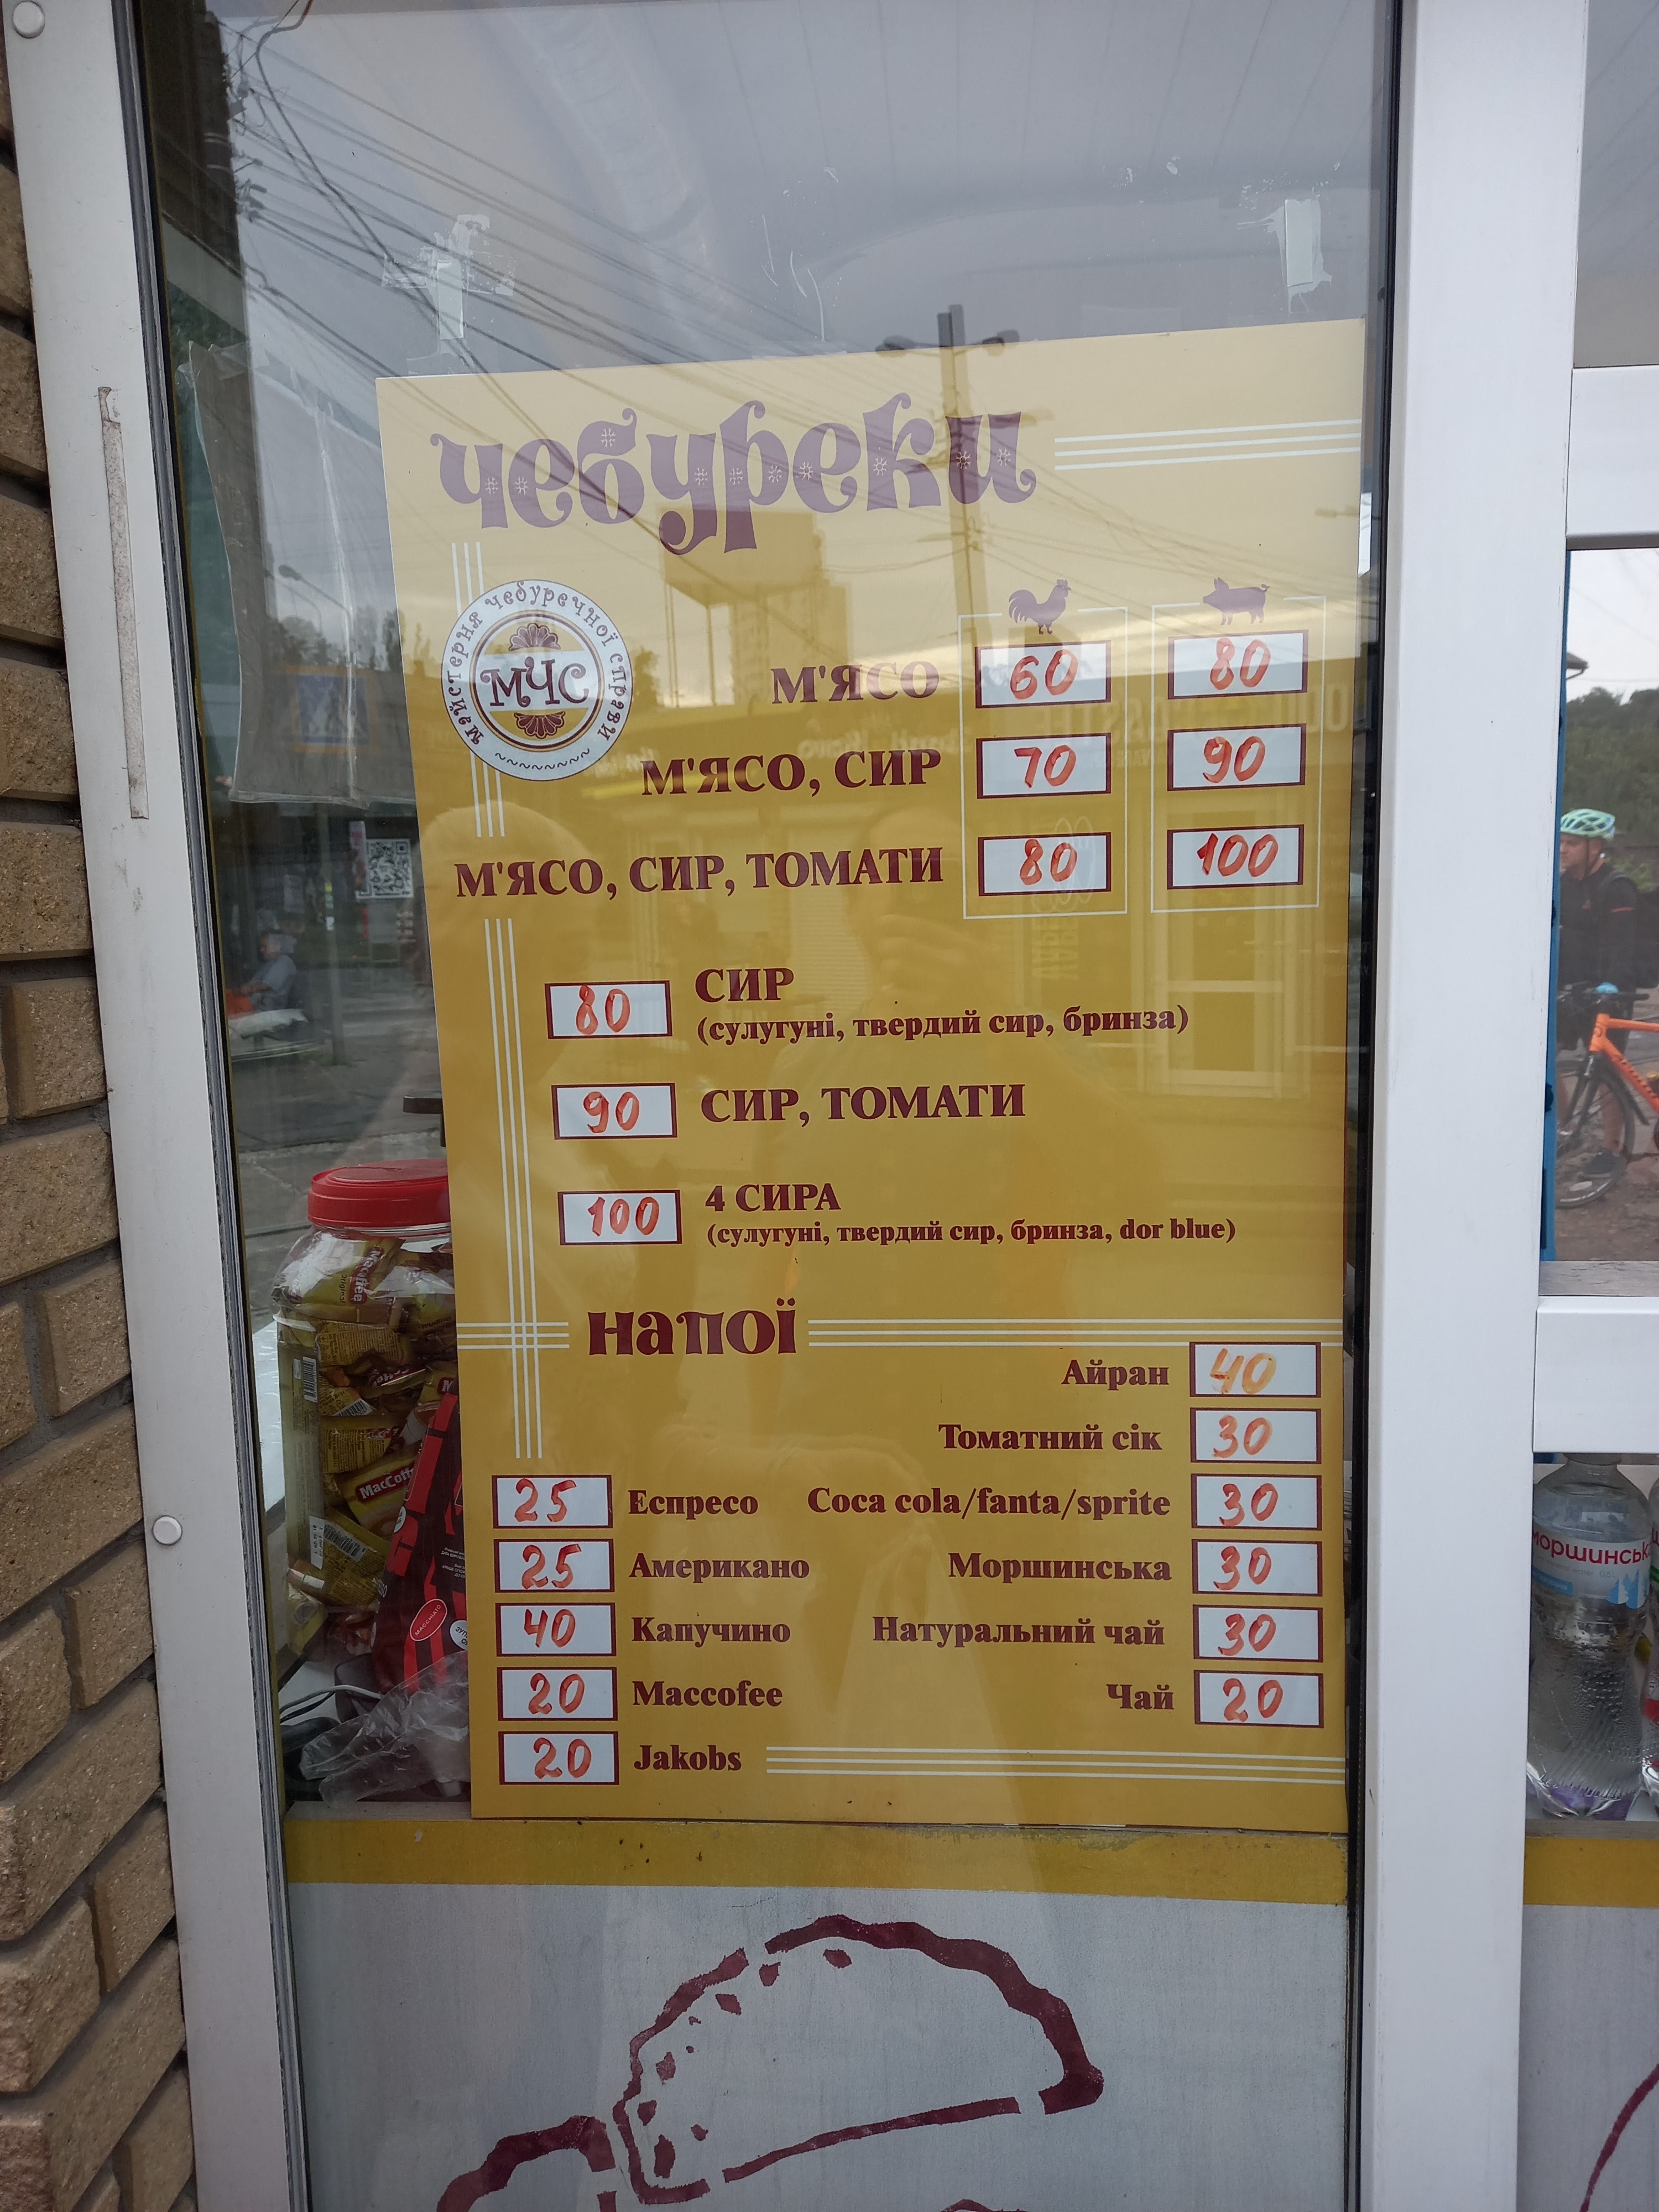 чебуреки
Майстерня чебуречної справи
МЧС
М'ЯСО 60 80
М'ЯСО, СИР 70 90
М'ЯСО, СИР, ТОМАТИ 80 100
80 СИР
(сулугуні, твердий сир, бринза)
90 СИР, ТОМАТИ
100 4 СИРА
(сулугуні, твердий сир, бринза, dor blue)
напої
Айран 40
Томатний сік 30
25 Еспресо Coca cola/fanta/sprite 30
25 Американо Моршинська 30
40 Капучино Натуральний чай 30
20 Maccofee Чай 20
20 Jakobs
MacCoffee
MACCHIATO
Моршинська